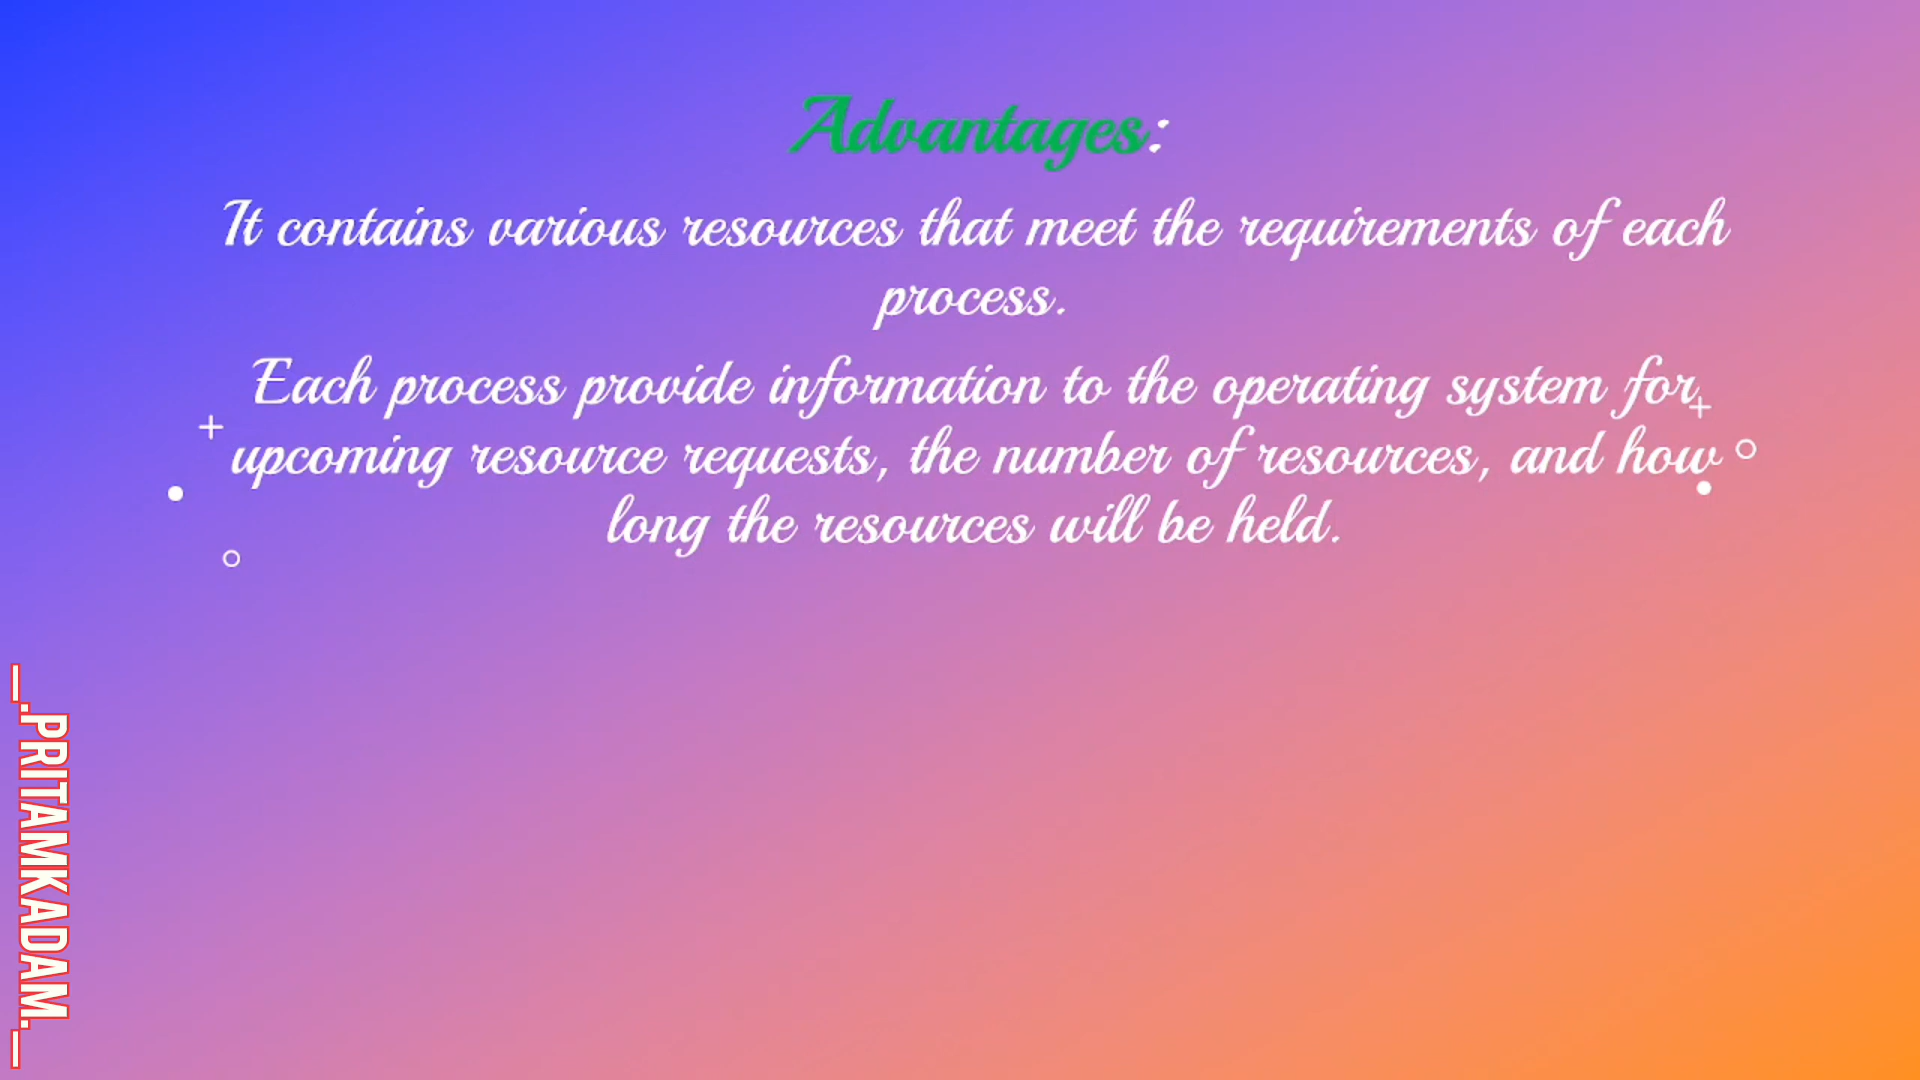 Advantages:
It contains various resources that meet the requirements of each
process.
Each process provide information to the operating system for
upcoming resource requests, the number of resources, and how
long the resources will be held.
_.PRITAMKADAM._